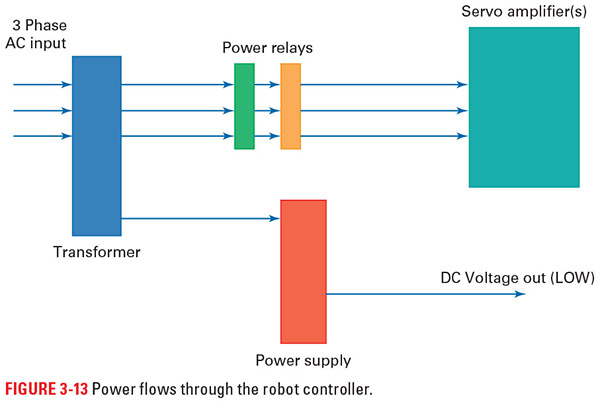 3 Phase
AC input
Power relays
Servo amplifier(s)
Transformer
DC Voltage out (LOW)
Power supply
FIGURE 3-13 Power flows through the robot controller.